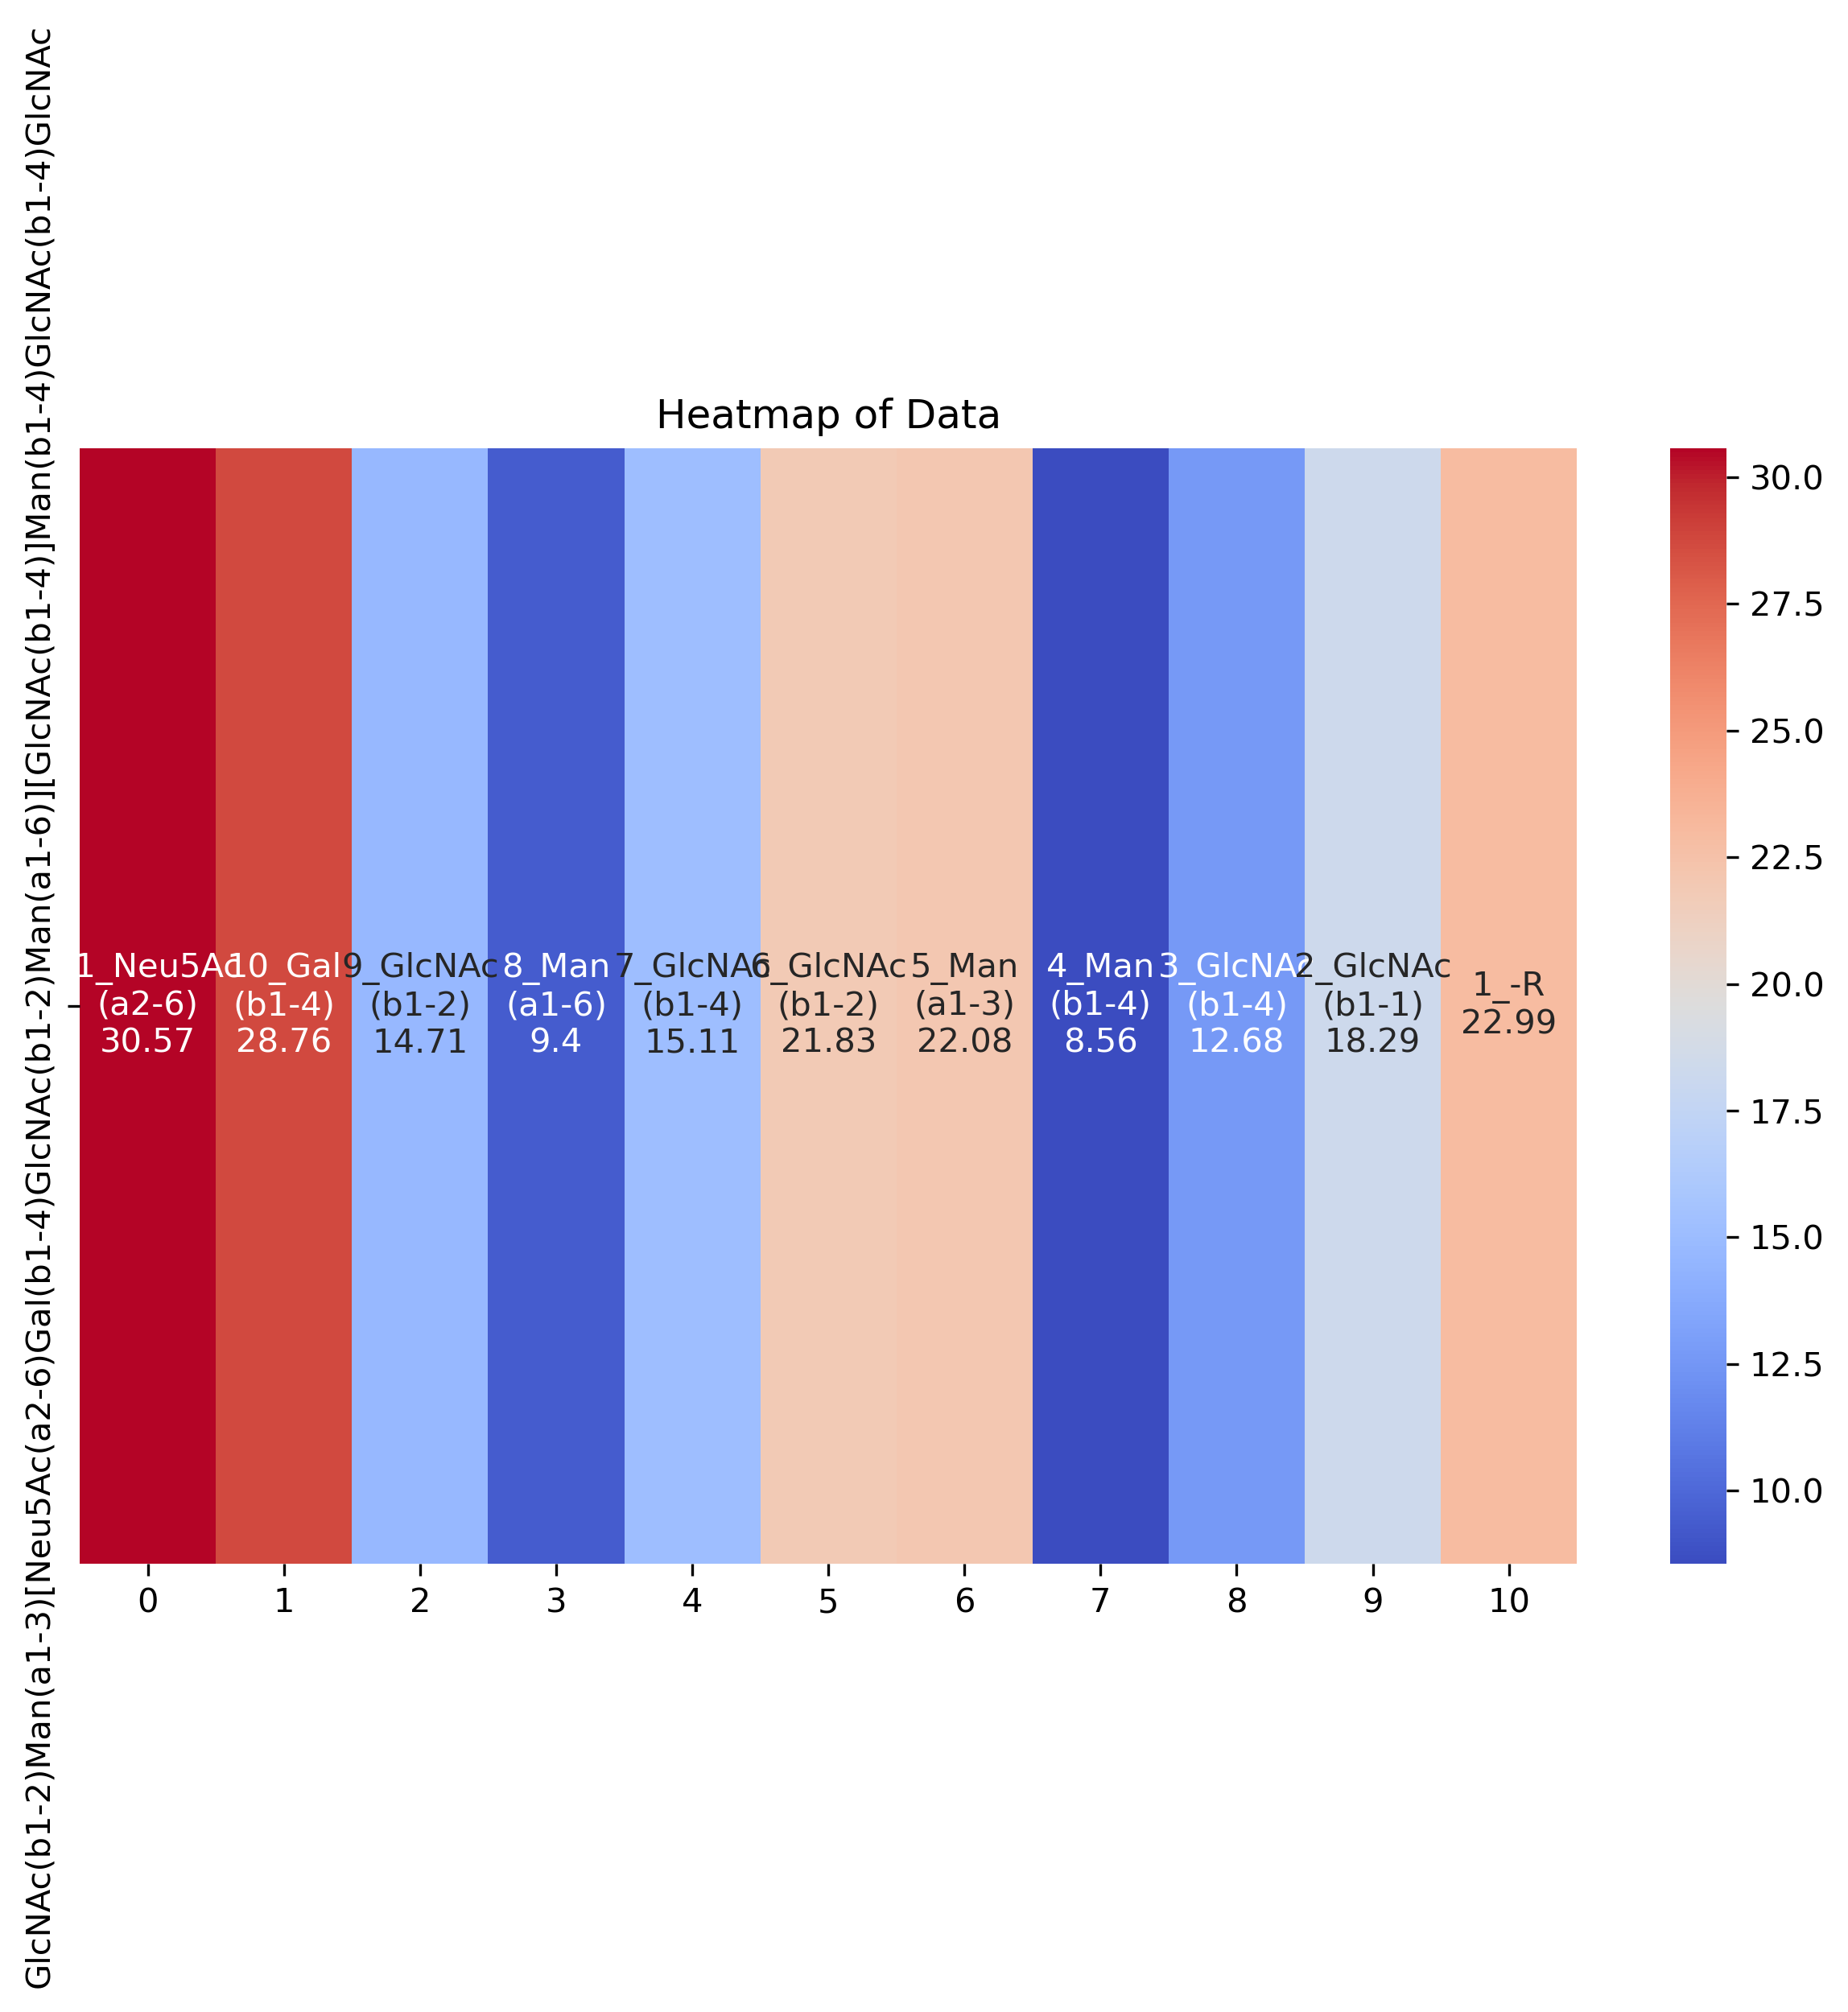 Heatmap of Data
GlcNAc(b1-2)Man(a1-3)[Neu5Ac(a2-6)Gal(b1-4)GlcNAc(b1-2)Man(a1-6)][GlcNAc(b1-4)]Man(b1-4)GlcNAc(b1-4)GlcNAc
1_Neu5Ac
(a2-6)
30.57
10_Gal
(b1-4)
28.76
9_GlcNAc
(b1-2)
14.71
8_Man
(a1-6)
9.4
7_GlcNAc
(b1-4)
15.11
6_GlcNAc
(b1-2)
21.83
5_Man
(a1-3)
22.08
4_Man
(b1-4)
8.56
3_GlcNAc
(b1-4)
12.68
2_GlcNAc
(b1-1)
18.29
1_-R
22.99
0 1 2 3 4 5 6 7 8 9 10
30.0
27.5
25.0
22.5
20.0
17.5
15.0
12.5
10.0